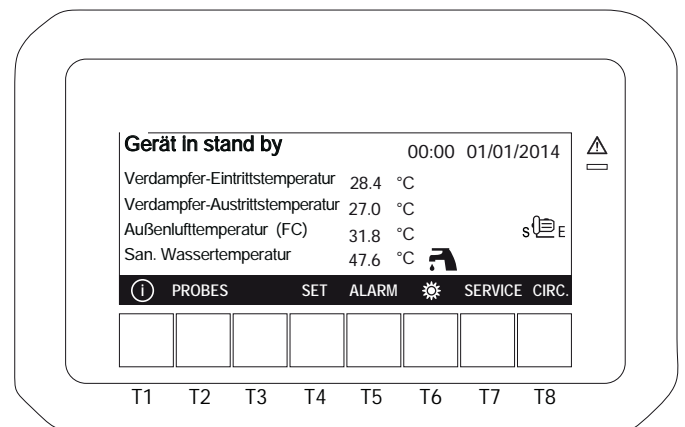 Gerät in stand by 00:00 01/01/2014
Verdampfer-Eintrittstemperatur 28.4 °C
Verdampfer-Austrittstemperatur 27.0 °C
Außenlufttemperatur (FC) 31.8 °C
S E
San. Wassertemperatur 47.6 °C
i PROBES SET ALARM SERVICE CIRC.
T1 T2 T3 T4 T5 T6 T7 T8